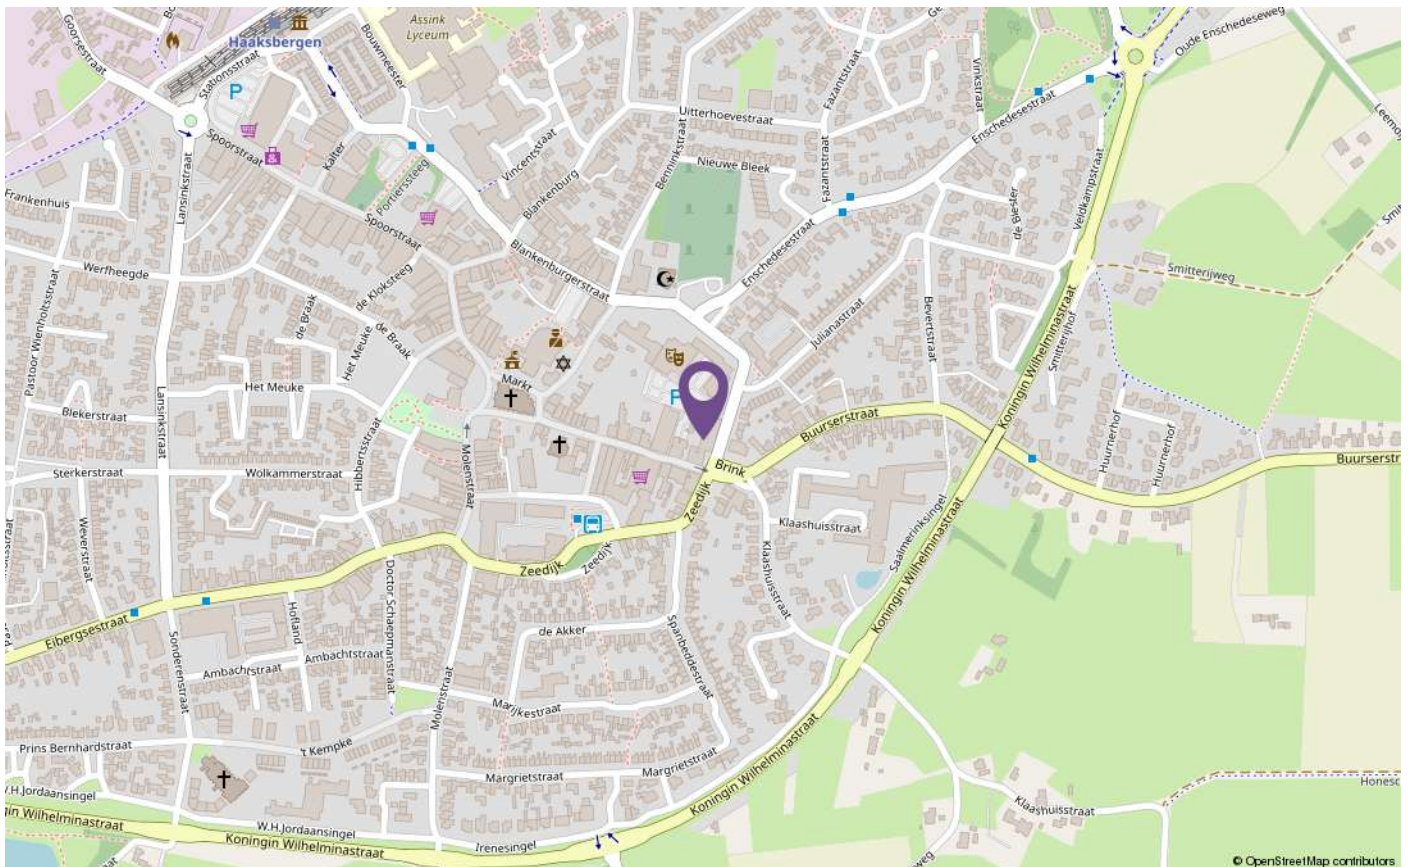 Assink
Lyceum
Goorsestraat
Haaksbergen
Bouwmeester
Stationsstraat
P
Oude Enschedeseweg
Vinkstraat
Fazantstraat
Uitterhoevestraat
Enschedesestraat
Spoorstraat
Kalter
Portierssteeg
Vincentstraat
Benninkstraat
Nieuwe Bleek
Fazantstraat
Lansinkstraat
Frankenhuis
Blankenburg
de Biester
Veldkampstraat
Spoorstraat
Blankenburgerstraat
Enschedesestraat
Werfheegde
de Kloksteeg
Smitterijweg
Pastoor Wienholtsstraat
de Braak
de Braak
Het Meuke
Julianastraat
Bevertstraat
Koningin Wilhelminastraat
Smitterijhof
Het Meuke
Markt
P
Blekerstraat
Lansinkstraat
Hibbertsstraat
Molenstraat
Buurserstraat
Huurnerhof
Huurnerhof
Sterkerstraat
Wolkammerstraat
Brink
Zeedijk
Weverstraat
Klaashuisstraat
Saalmerinksingel
Koningin Wilhelminastraat
Zeedijk
Zeedijk
Klaashuisstraat
Eibergsestraat
Hofland
Doctor Schaepmanstraat
Spanbeddestraat
Koningin Wilhelminastraat
de Akker
Sonderenstraat
Ambachtstraat
Ambachtstraat
Molenstraat
Marijkestraat
't Kempke
Prins Bernhardstraat
Margrietstraat
Margrietstraat
Koningin Wilhelminastraat
W.H.Jordaansingel
Klaashuisstraat
W.H.Jordaansingel
Koningin Wilhelminastraat
Irenesingel
© OpenStreetMap contributors